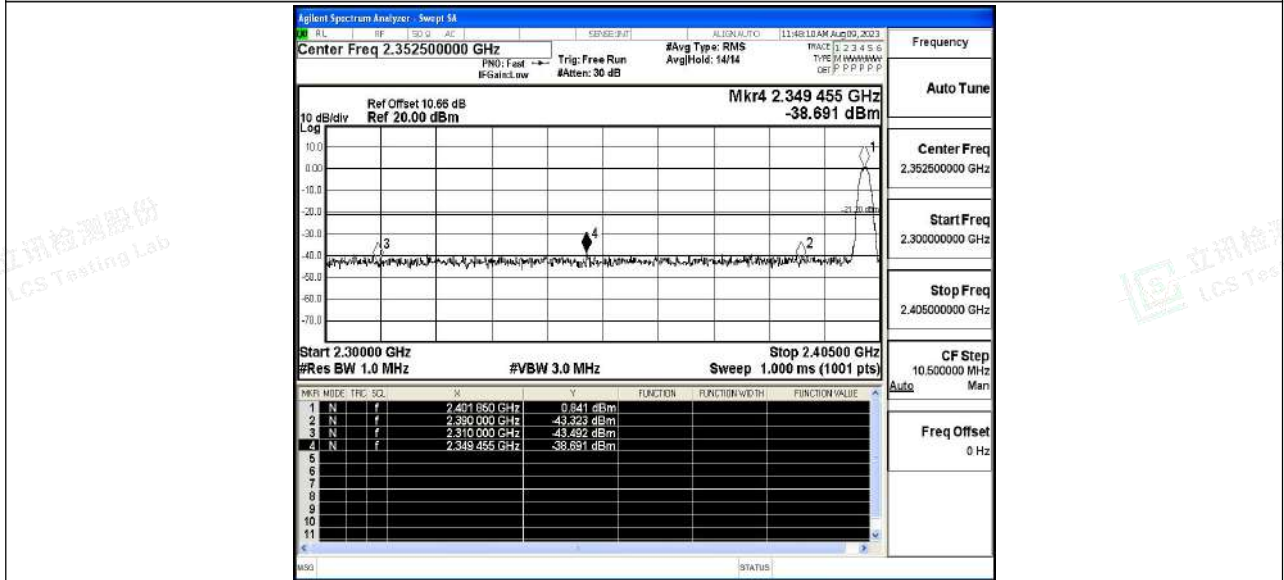 Agilent Spectrum Analyzer - Swept SA
RL RF 50 Ω AC SENSE:INT ALIGNAUTO 11:48:10 AM Aug 09, 2023
Center Freq 2.352500000 GHz
PNO: Fast
IFGain:Low
Trig: Free Run
#Atten: 30 dB
#Avg Type: RMS
Avg|Hold: 14/14
TRACE 1 2 3 4 5 6
TYPE M WWWWW
DET P P P P P P
Frequency
Auto Tune
Center Freq
2.352500000 GHz
Start Freq
2.300000000 GHz
Stop Freq
2.405000000 GHz
CF Step
10.500000 MHz
Auto Man
Freq Offset
0 Hz
Mkr4 2.349 455 GHz
-38.691 dBm
Ref Offset 10.66 dB
10 dB/div Ref 20.00 dBm
Log
10.0
0.00
-10.0
-20.0
-30.0
-40.0
-50.0
-60.0
-70.0
1
-21.20 dBm
3
4
2
Start 2.30000 GHz Stop 2.40500 GHz
#Res BW 1.0 MHz #VBW 3.0 MHz Sweep 1.000 ms (1001 pts)
MKR MODE TRC SCL X Y FUNCTION FUNCTION WIDTH FUNCTION VALUE
1 N f 2.401 850 GHz 0.841 dBm
2 N f 2.390 000 GHz -43.323 dBm
3 N f 2.310 000 GHz -43.492 dBm
4 N f 2.349 455 GHz -38.691 dBm
5
6
7
8
9
10
11
MSG STATUS
立讯检测股份
LCS Testing Lab
立讯检测
LCS Tes